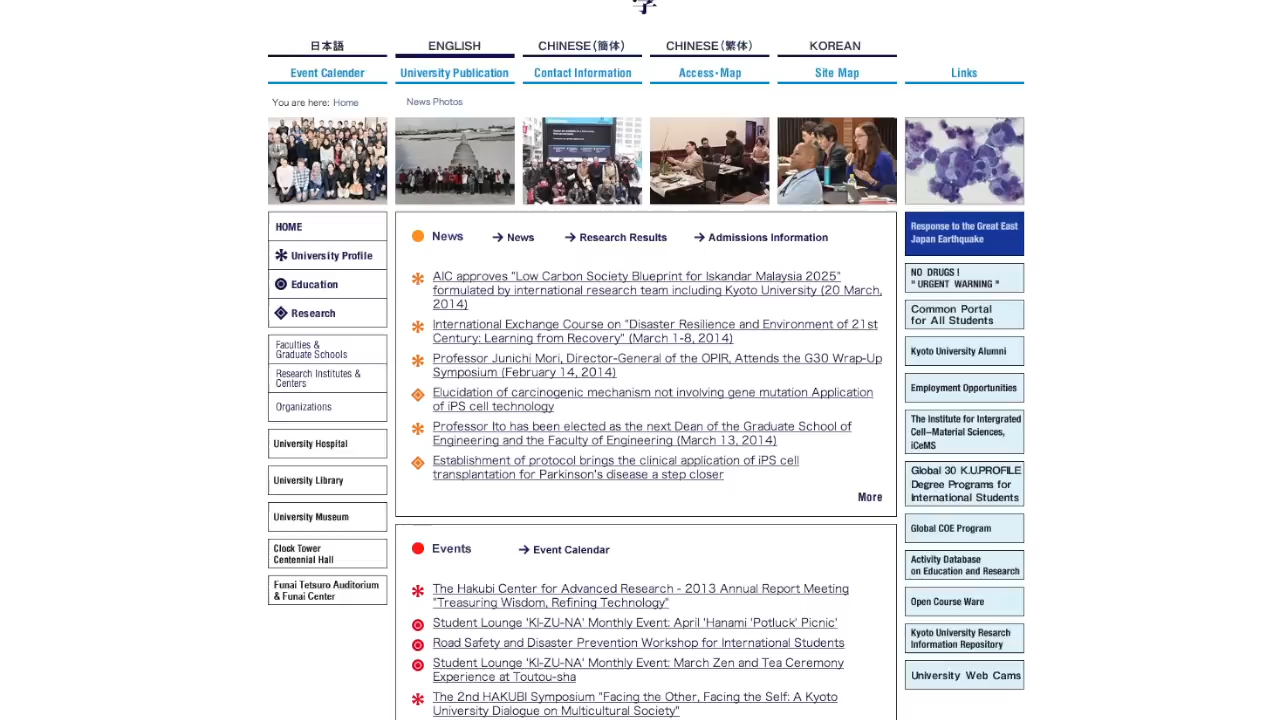 日本語
ENGLISH
CHINESE（簡体）
CHINESE（繁体）
KOREAN
Event Calender
University Publication
Contact Information
Access・Map
Site Map
Links
You are here: Home
News Photos
HOME
University Profile
Education
Research
Faculties &
Graduate Schools
Research Institutes &
Centers
Organizations
University Hospital
University Library
University Museum
Clock Tower
Centennial Hall
Funai Tetsuro Auditorium
& Funai Center
News
→ News
→ Research Results
→ Admissions Information
AIC approves "Low Carbon Society Blueprint for Iskandar Malaysia 2025"
formulated by international research team including Kyoto University (20 March,
2014)
International Exchange Course on "Disaster Resilience and Environment of 21st
Century: Learning from Recovery" (March 1-8, 2014)
Professor Junichi Mori, Director-General of the OPIR, Attends the G30 Wrap-Up
Symposium (February 14, 2014)
Elucidation of carcinogenic mechanism not involving gene mutation Application
of iPS cell technology
Professor Ito has been elected as the next Dean of the Graduate School of
Engineering and the Faculty of Engineering (March 13, 2014)
Establishment of protocol brings the clinical application of iPS cell
transplantation for Parkinson's disease a step closer
More
Events
→ Event Calendar
The Hakubi Center for Advanced Research - 2013 Annual Report Meeting
"Treasuring Wisdom, Refining Technology"
Student Lounge 'KI-ZU-NA' Monthly Event: April 'Hanami 'Potluck' Picnic'
Road Safety and Disaster Prevention Workshop for International Students
Student Lounge 'KI-ZU-NA' Monthly Event: March Zen and Tea Ceremony
Experience at Toutou-sha
The 2nd HAKUBI Symposium "Facing the Other, Facing the Self: A Kyoto
University Dialogue on Multicultural Society"
Response to the Great East
Japan Earthquake
NO DRUGS !
" URGENT WARNING "
Common Portal
for All Students
Kyoto University Alumni
Employment Opportunities
The Institute for Intergrated
Cell–Material Sciences,
iCeMS
Global 30 K.U.PROFILE
Degree Programs for
International Students
Global COE Program
Activity Database
on Education and Research
Open Course Ware
Kyoto University Resarch
Information Repository
University Web Cams